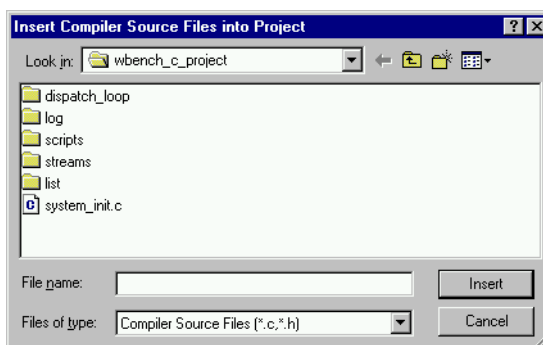 Insert Compiler Source Files into Project
Look in: wbench_c_project
dispatch_loop
log
scripts
streams
list
system_init.c
File name:
Insert
Files of type: Compiler Source Files (*.c,*.h)
Cancel